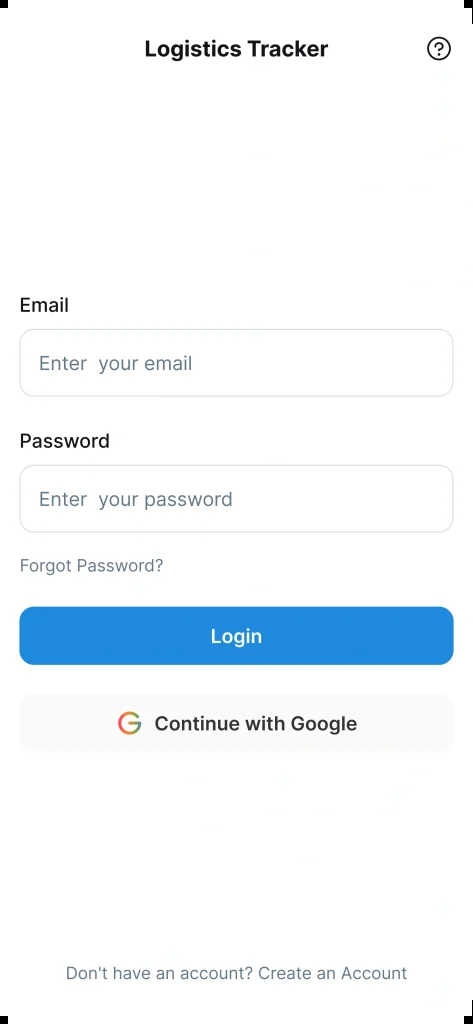 Logistics Tracker
Email
Enter  your email
Password
Enter  your password
Forgot Password?
Login
Continue with Google
Don't have an account? Create an Account